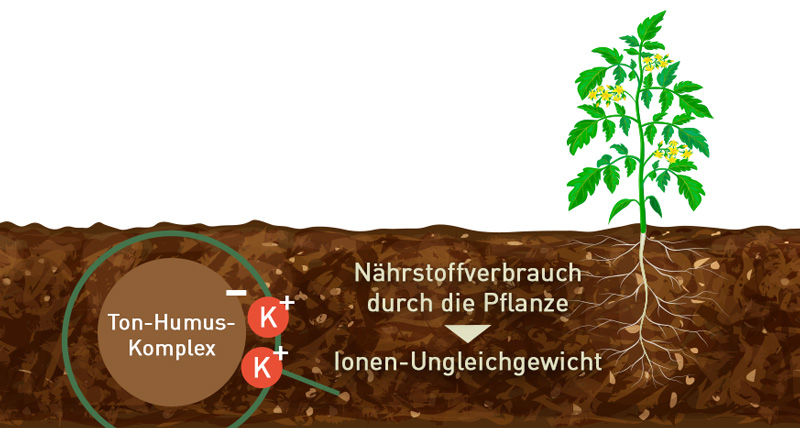 Nährstoffverbrauch
durch die Pflanze
Ionen-Ungleichgewicht
Ton-Humus-
Komplex
−
K+
K+